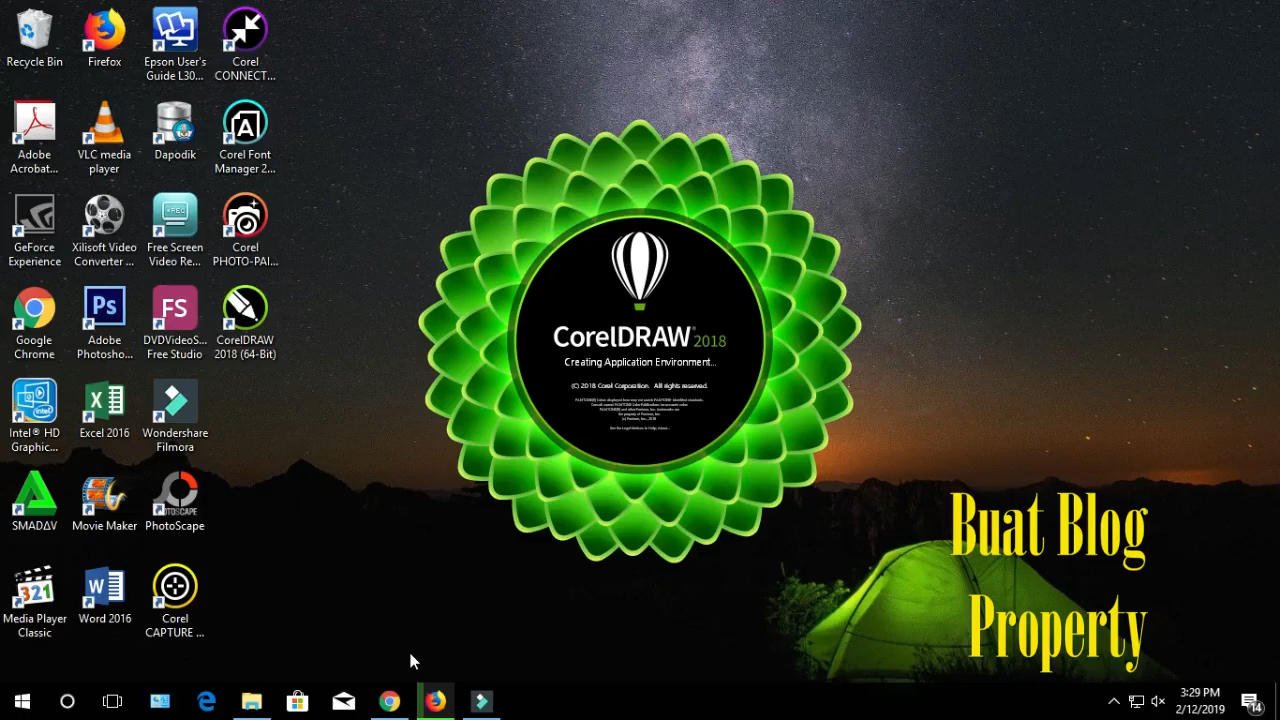 Recycle Bin
Firefox
Epson User's
Guide L30...
Corel
CONNECT...
Adobe
Acrobat...
VLC media
player
Dapodik
Corel Font
Manager 2...
GeForce
Experience
Xilisoft Video
Converter ...
Free Screen
Video Re...
Corel
PHOTO-PAI...
Google
Chrome
Adobe
Photosho...
DVDVideoS...
Free Studio
CorelDRAW
2018 (64-Bit)
Intel® HD
Graphic...
Excel 2016
Wondershare
Filmora
SMADΔV
Movie Maker
PhotoScape
Media Player
Classic
Word 2016
Corel
CAPTURE ...
CorelDRAW® 2018
Creating Application Environment...
(C) 2018 Corel Corporation. All rights reserved.
Buat Blog
Property
3:29 PM
2/12/2019
14